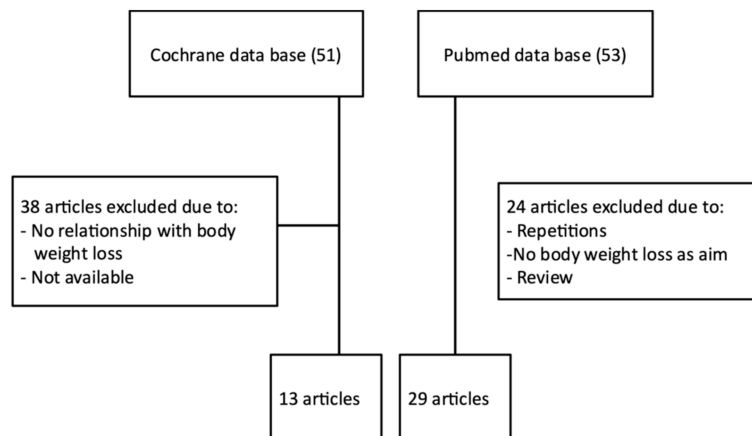 Cochrane data base (51)
Pubmed data base (53)
38 articles excluded due to:
- No relationship with body
weight loss
- Not available
24 articles excluded due to:
- Repetitions
-No body weight loss as aim
- Review
13 articles
29 articles